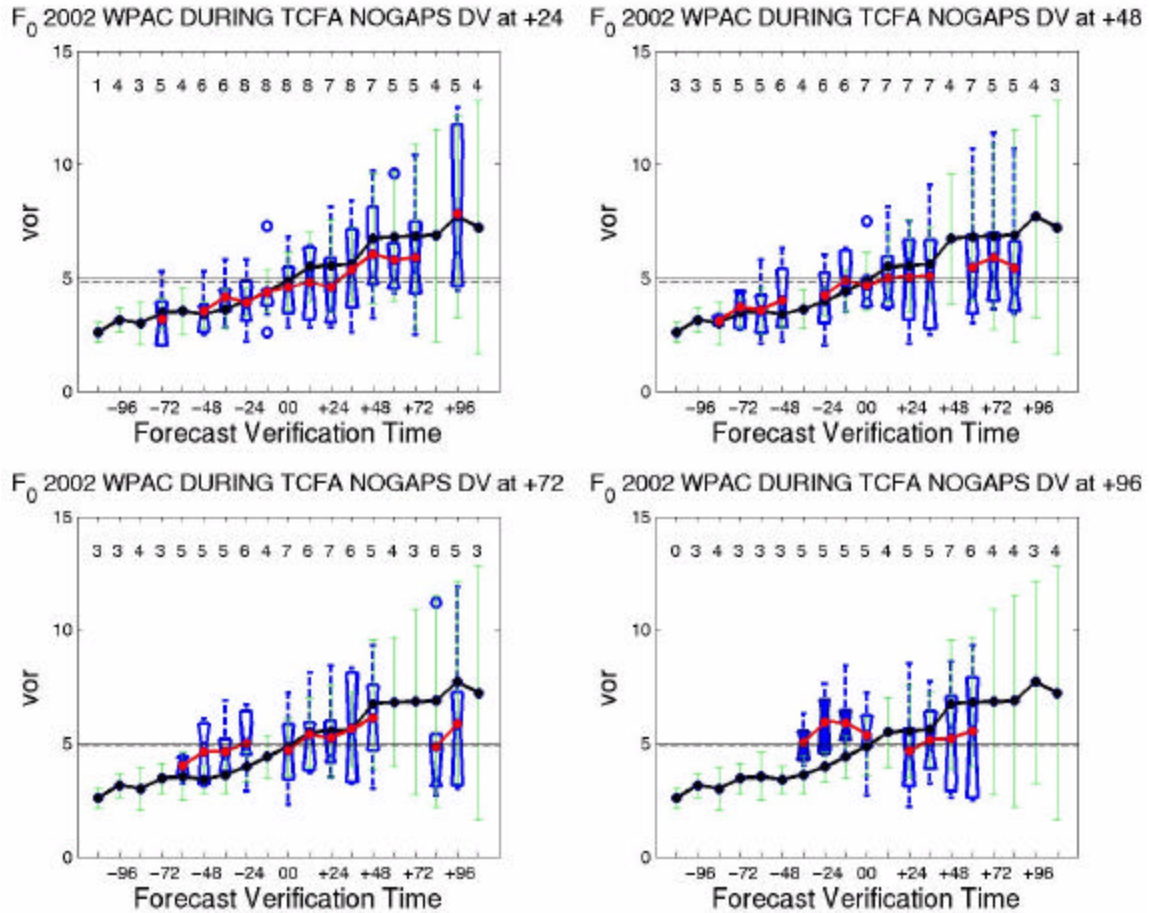 F0 2002 WPAC DURING TCFA NOGAPS DV at +24
15
1 4 3 5 4 6 6 8 8 8 8 7 8 7 5 5 4 5 4
10
vor
5
0
−96 −72 −48 −24 00 +24 +48 +72 +96
Forecast Verification Time
F0 2002 WPAC DURING TCFA NOGAPS DV at +48
15
3 3 5 5 5 6 4 6 6 7 7 7 7 4 7 5 5 4 3
10
vor
5
0
−96 −72 −48 −24 00 +24 +48 +72 +96
Forecast Verification Time
F0 2002 WPAC DURING TCFA NOGAPS DV at +72
15
3 3 4 3 5 5 5 6 4 7 6 6 6 5 4 3 6 5 3
10
vor
5
0
−96 −72 −48 −24 00 +24 +48 +72 +96
Forecast Verification Time
F0 2002 WPAC DURING TCFA NOGAPS DV at +96
15
0 3 4 3 3 3 5 5 5 5 4 5 5 7 6 4 4 3 4
10
vor
5
0
−96 −72 −48 −24 00 +24 +48 +72 +96
Forecast Verification Time